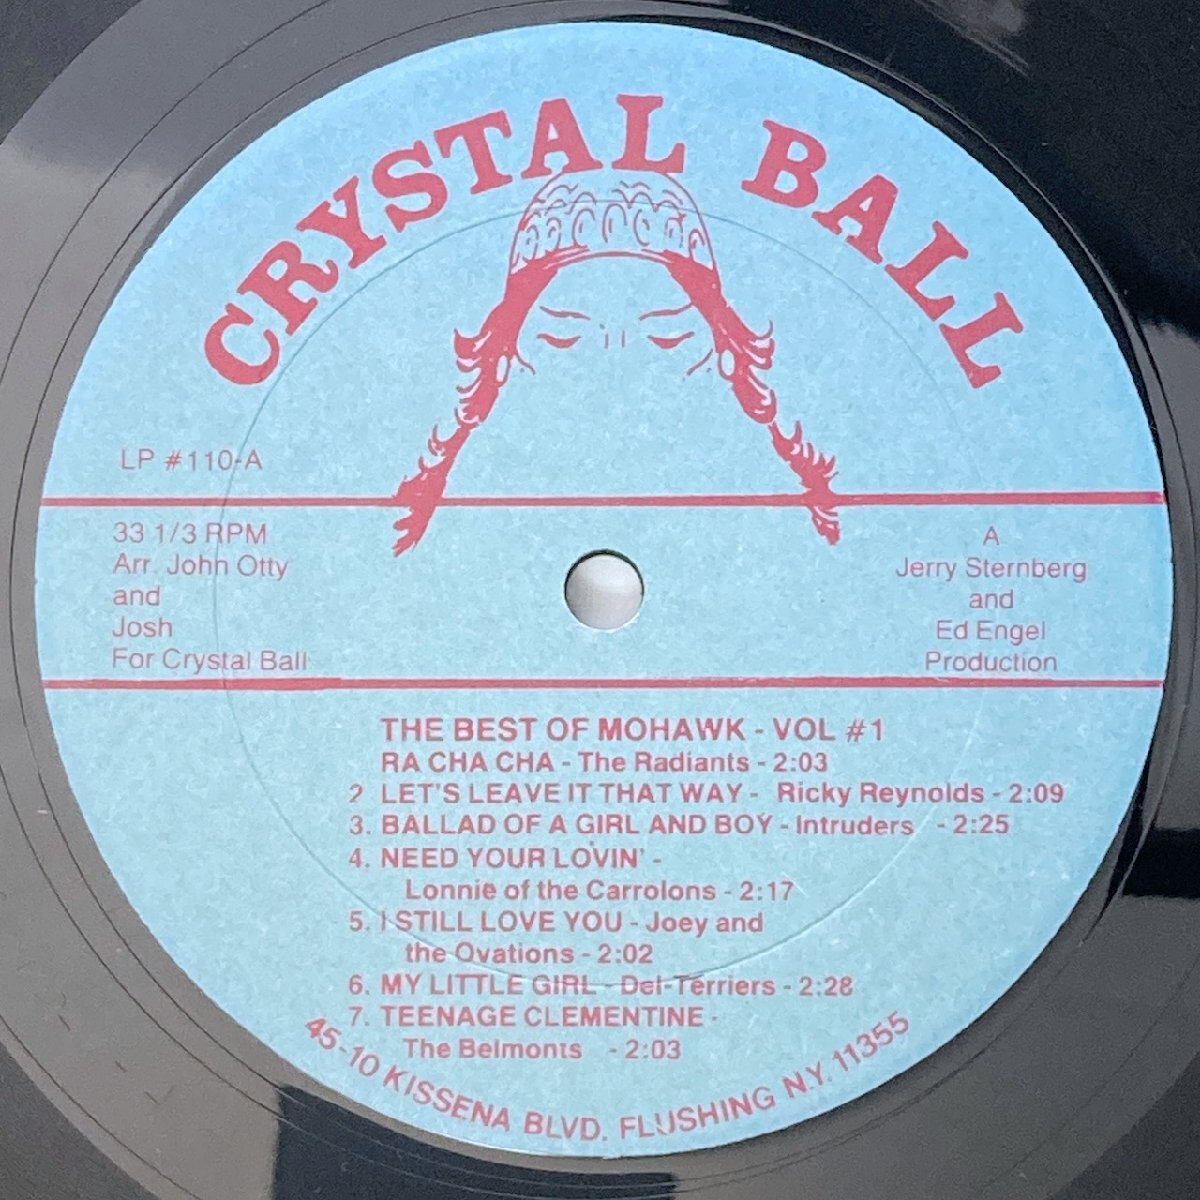 CRYSTAL BALL
LP #110-A
33 1/3 RPM
Arr. John Otty
and
Josh
For Crystal Ball
A
Jerry Sternberg
and
Ed Engel
Production
THE BEST OF MOHAWK - VOL #1
RA CHA CHA - The Radiants - 2:03
2 LET'S LEAVE IT THAT WAY - Ricky Reynolds - 2:09
3. BALLAD OF A GIRL AND BOY - Intruders - 2:25
4. NEED YOUR LOVIN' -
Lonnie of the Carrolons - 2:17
5. I STILL LOVE YOU - Joey and
the Ovations - 2:02
6. MY LITTLE GIRL - Del-Terriers - 2:28
7. TEENAGE CLEMENTINE -
The Belmonts - 2:03
45-10 KISSENA BLVD. FLUSHING N.Y. 11355